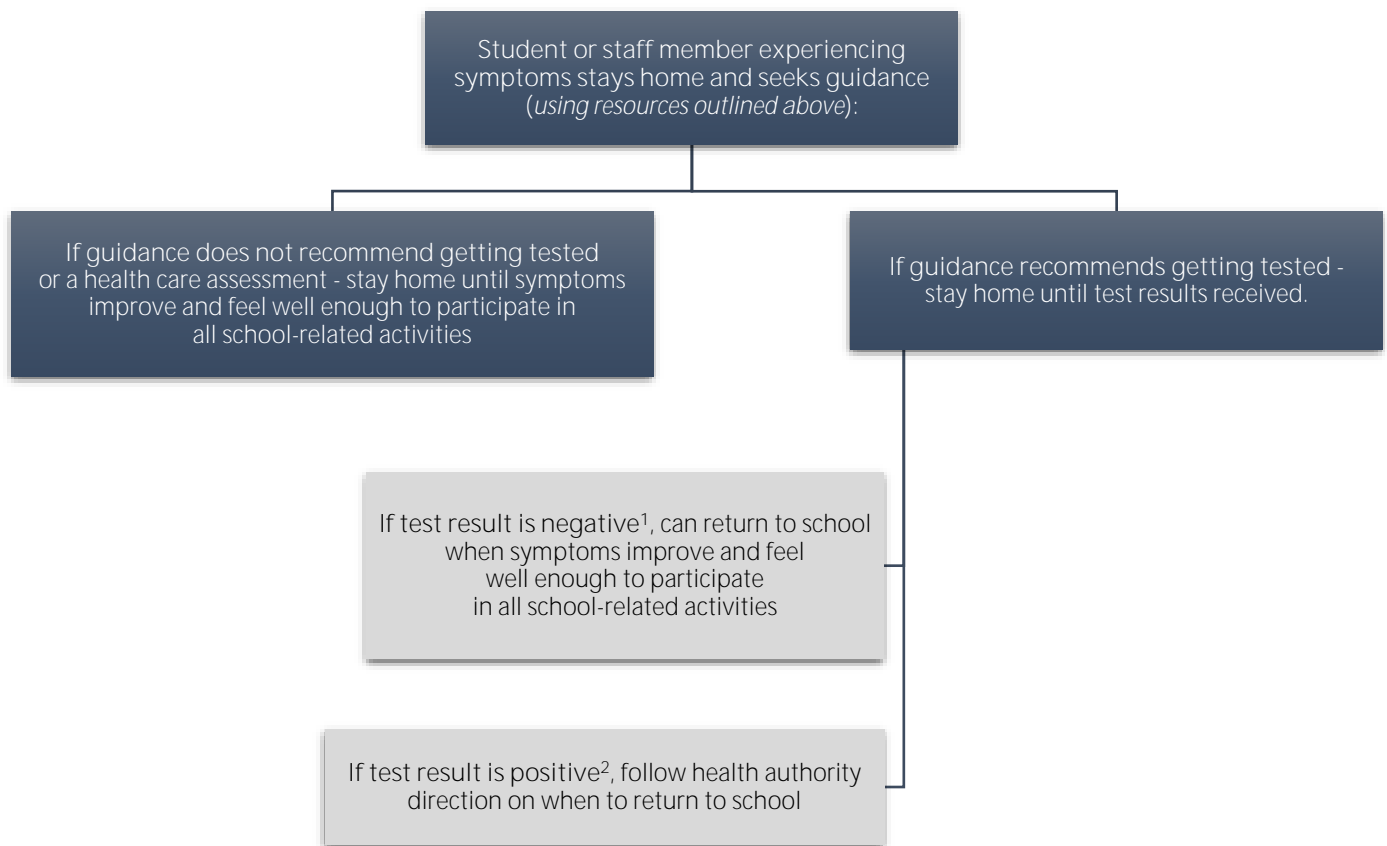 Student or staff member experiencing
symptoms stays home and seeks guidance
(using resources outlined above):
If guidance does not recommend getting tested
or a health care assessment - stay home until symptoms
improve and feel well enough to participate in
all school-related activities
If guidance recommends getting tested -
stay home until test results received.
If test result is negative¹, can return to school
when symptoms improve and feel
well enough to participate
in all school-related activities
If test result is positive², follow health authority
direction on when to return to school